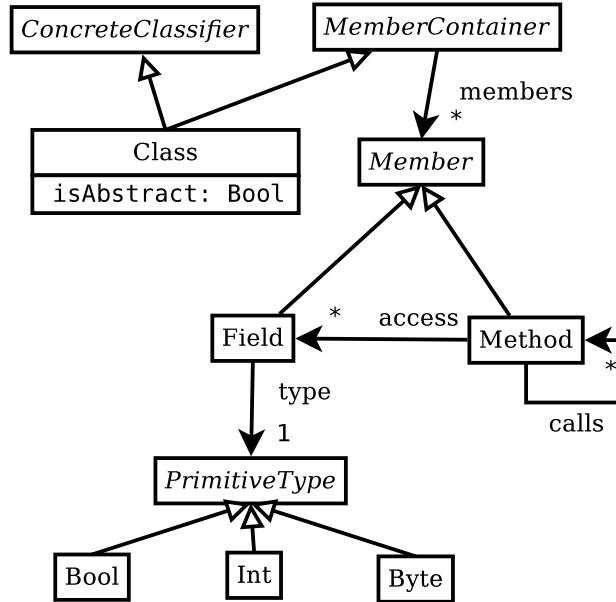 ConcreteClassifier
MemberContainer
members
*
Class
isAbstract: Bool
Member
*
access
Field
Method
*
type
1
calls
PrimitiveType
Bool
Int
Byte